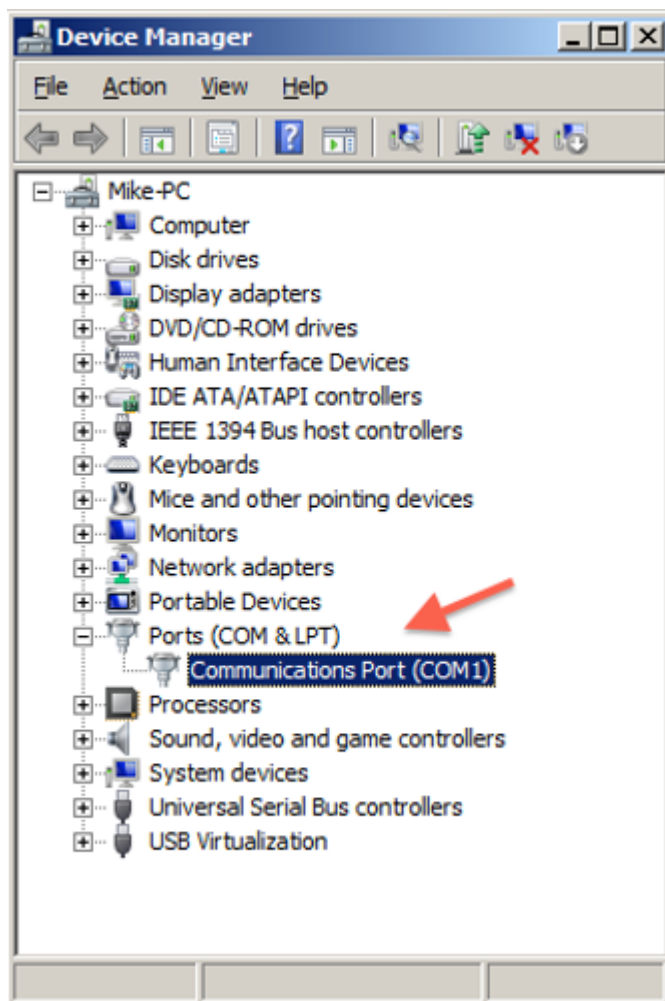 Device Manager
File Action View Help
Mike-PC
Computer
Disk drives
Display adapters
DVD/CD-ROM drives
Human Interface Devices
IDE ATA/ATAPI controllers
IEEE 1394 Bus host controllers
Keyboards
Mice and other pointing devices
Monitors
Network adapters
Portable Devices
Ports (COM & LPT)
Communications Port (COM1)
Processors
Sound, video and game controllers
System devices
Universal Serial Bus controllers
USB Virtualization